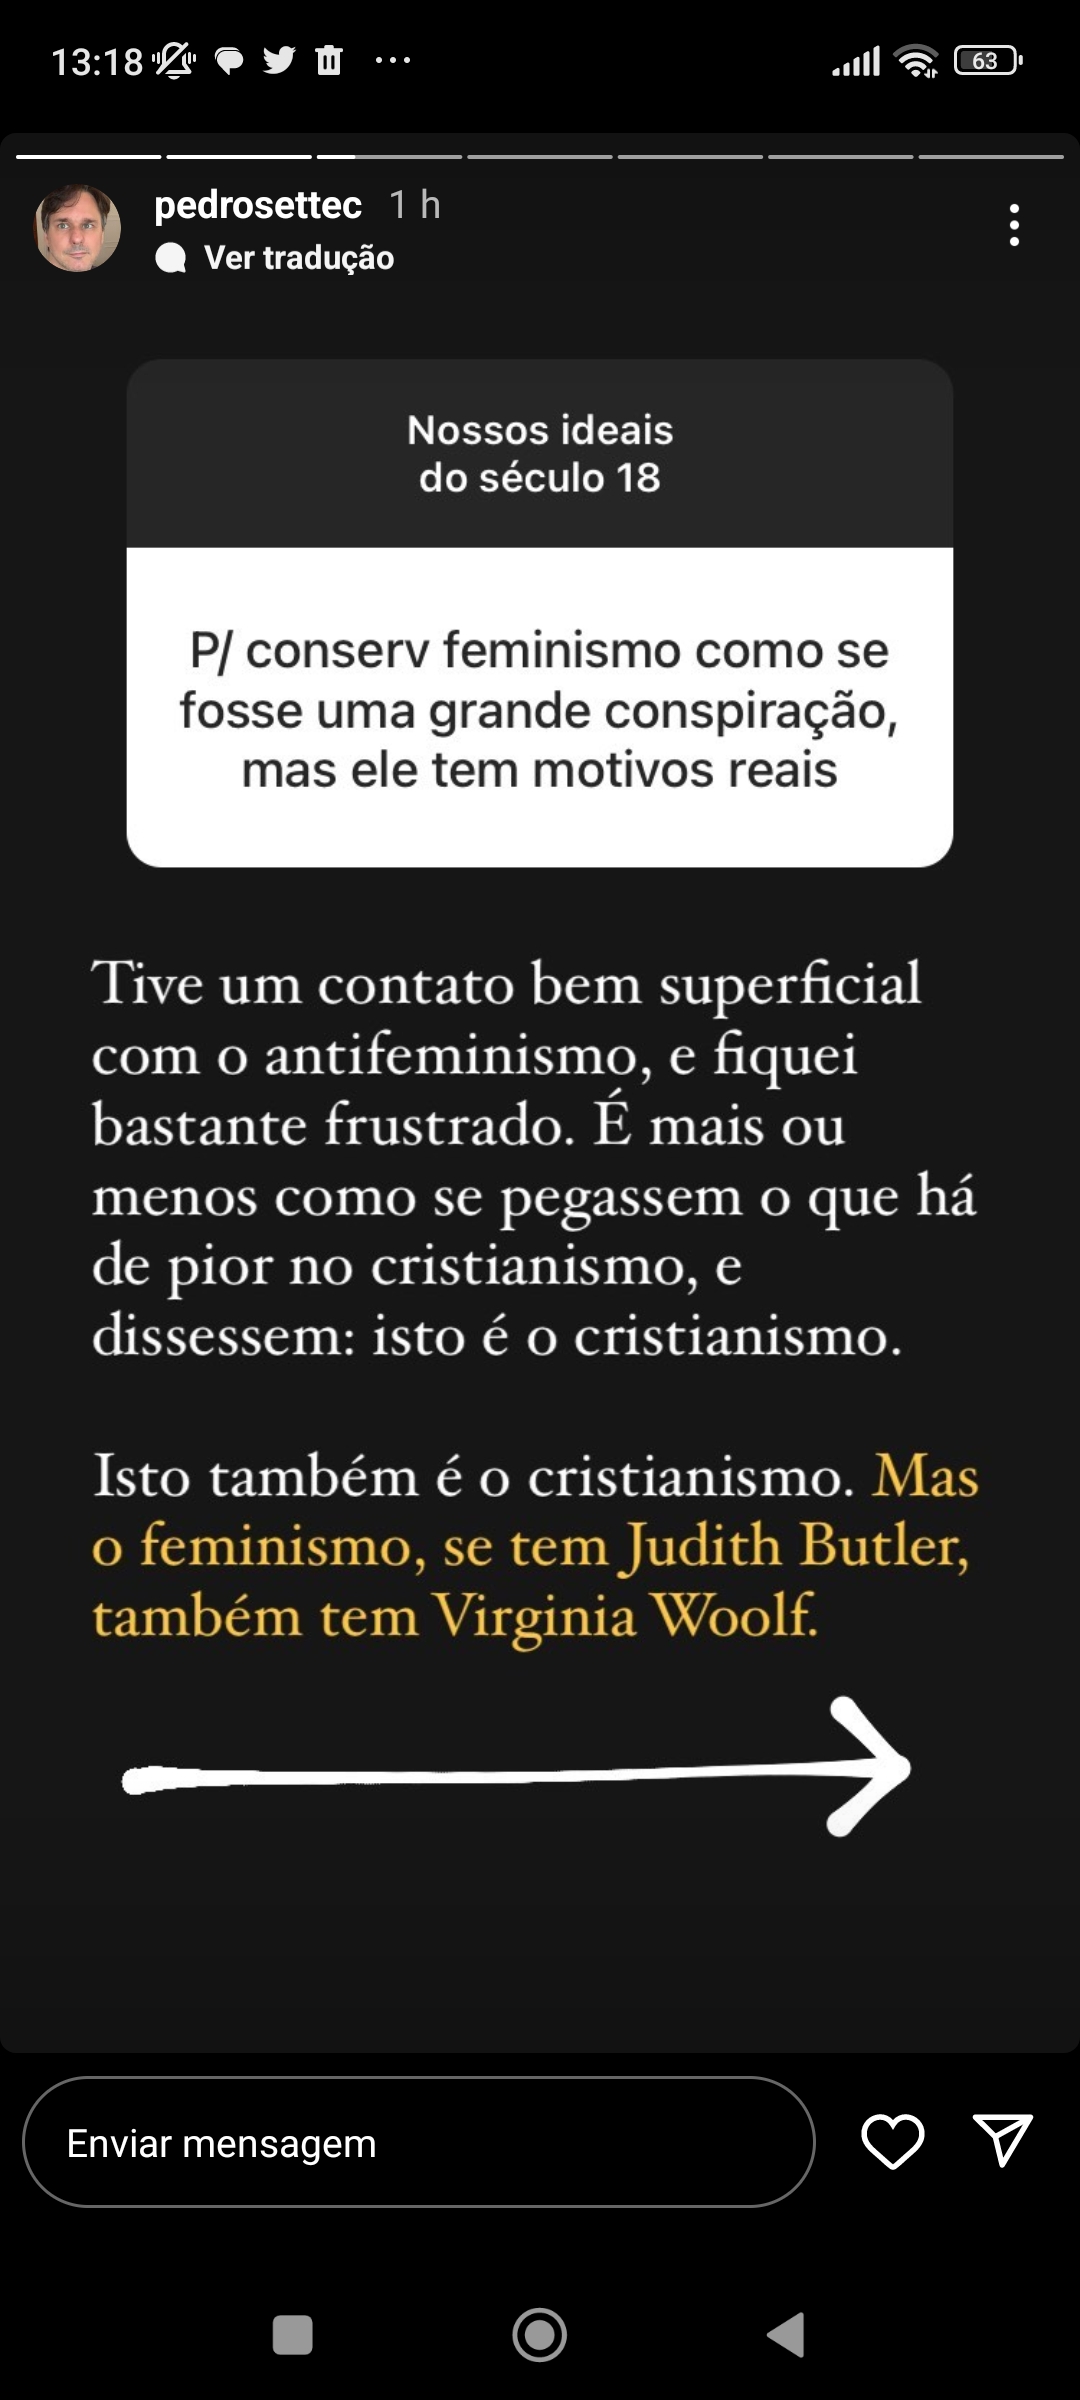 13:18
63
pedrosettec 1 h
Ver tradução
Nossos ideais
do século 18
P/ conserv feminismo como se
fosse uma grande conspiração,
mas ele tem motivos reais
Tive um contato bem superficial
com o antifeminismo, e fiquei
bastante frustrado. É mais ou
menos como se pegassem o que há
de pior no cristianismo, e
dissessem: isto é o cristianismo.
Isto também é o cristianismo. Mas
o feminismo, se tem Judith Butler,
também tem Virginia Woolf.
Enviar mensagem